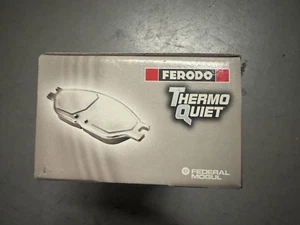 FERODO
THERMO
QUIET
FEDERAL
MOGUL